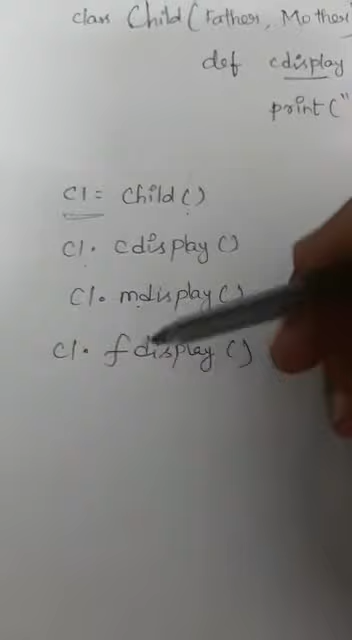 class Child(Father, Mother)
def cdisplay
print("
C1 = Child()
C1. cdisplay()
C1. mdisplay()
C1. fdisplay()